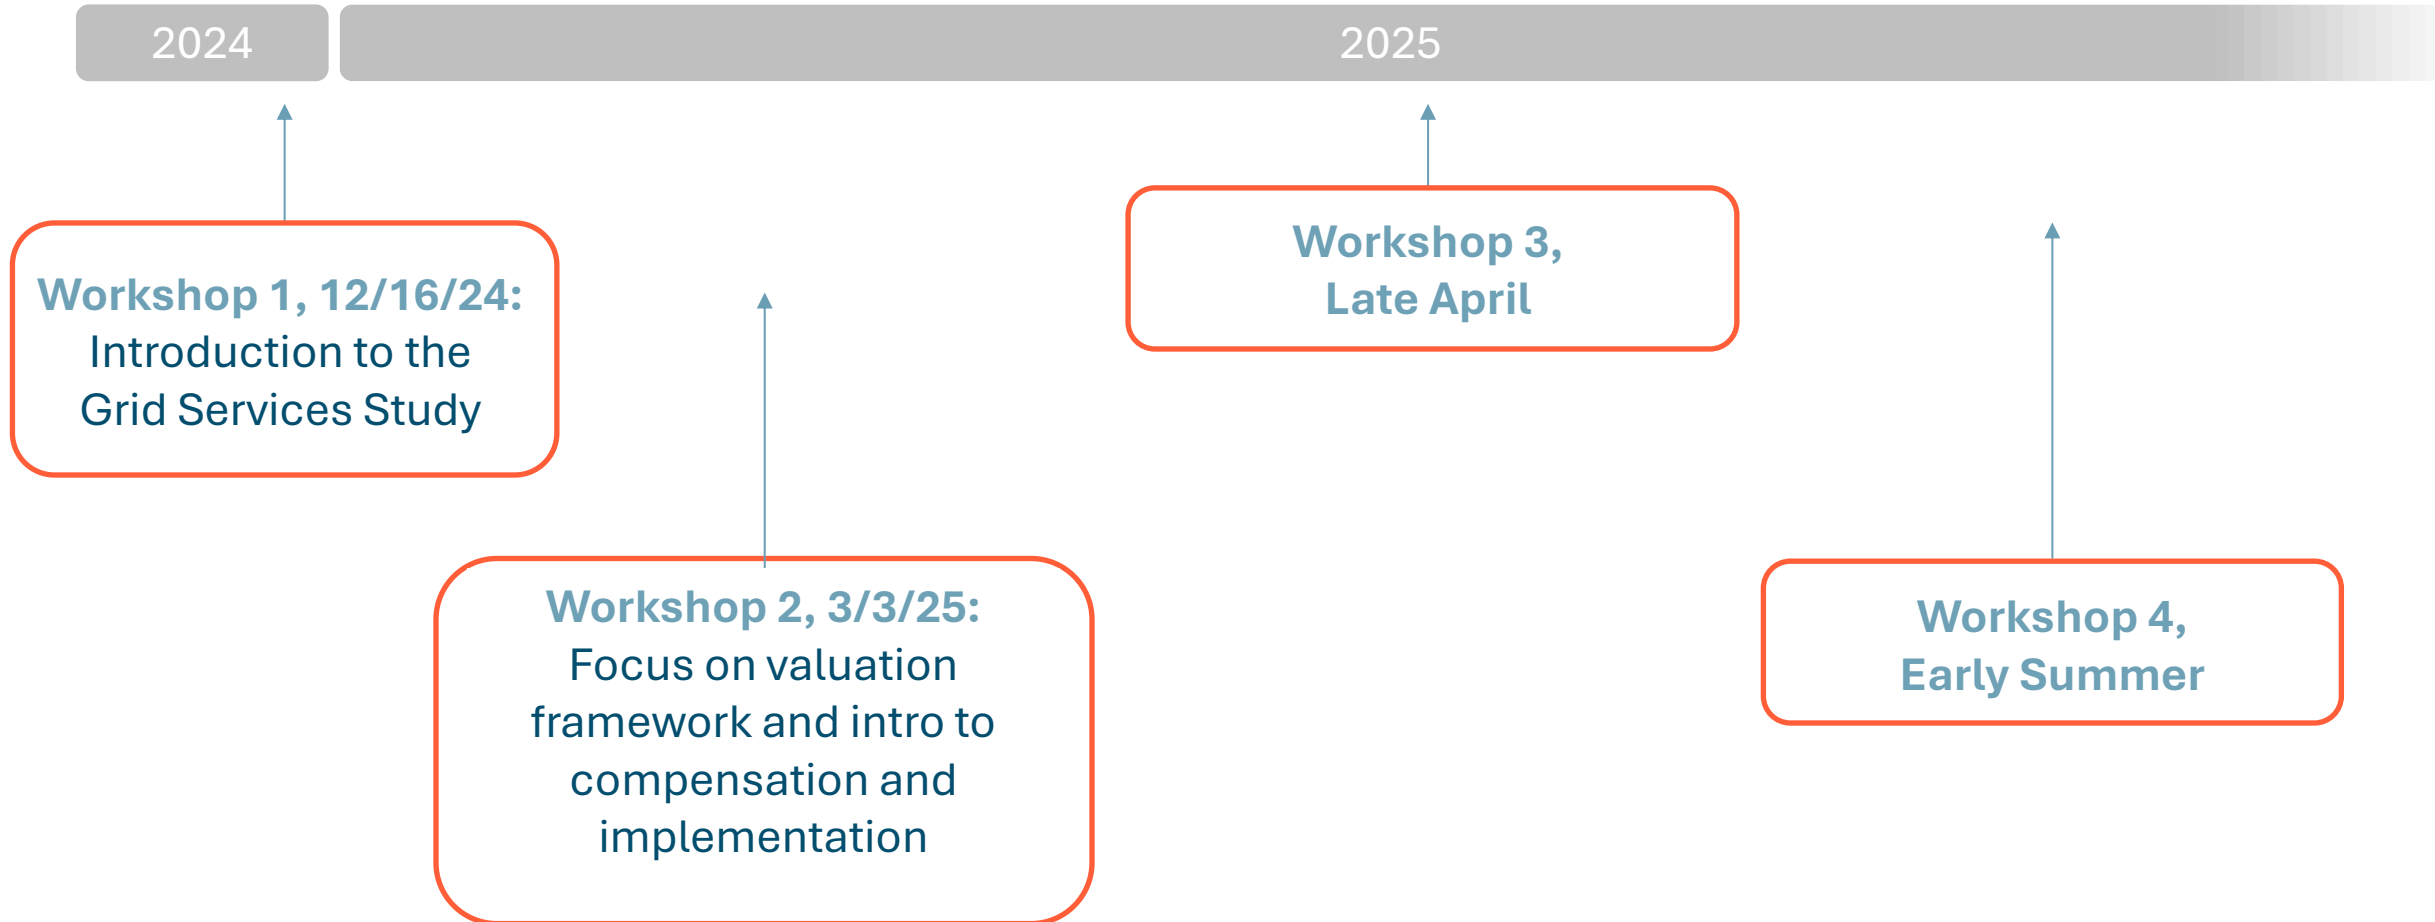 2024
2025
Workshop 1, 12/16/24:
Introduction to the
Grid Services Study
Workshop 2, 3/3/25:
Focus on valuation
framework and intro to
compensation and
implementation
Workshop 3,
Late April
Workshop 4,
Early Summer